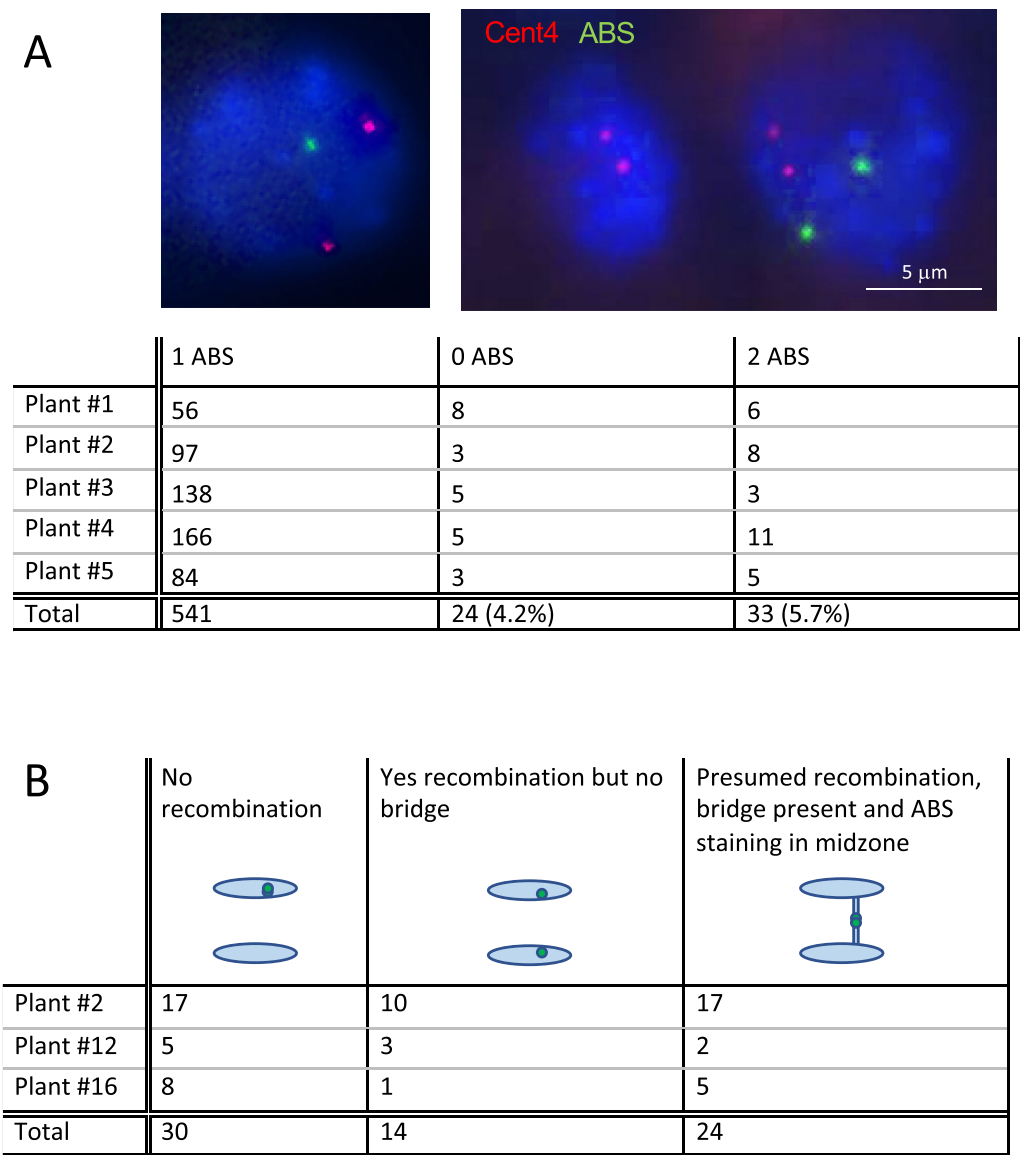 A
Cent4 ABS
5 μm
1 ABS 0 ABS 2 ABS
Plant #1 56 8 6
Plant #2 97 3 8
Plant #3 138 5 3
Plant #4 166 5 11
Plant #5 84 3 5
Total 541 24 (4.2%) 33 (5.7%)
B
No
recombination
Yes recombination but no
bridge
Presumed recombination,
bridge present and ABS
staining in midzone
Plant #2 17 10 17
Plant #12 5 3 2
Plant #16 8 1 5
Total 30 14 24